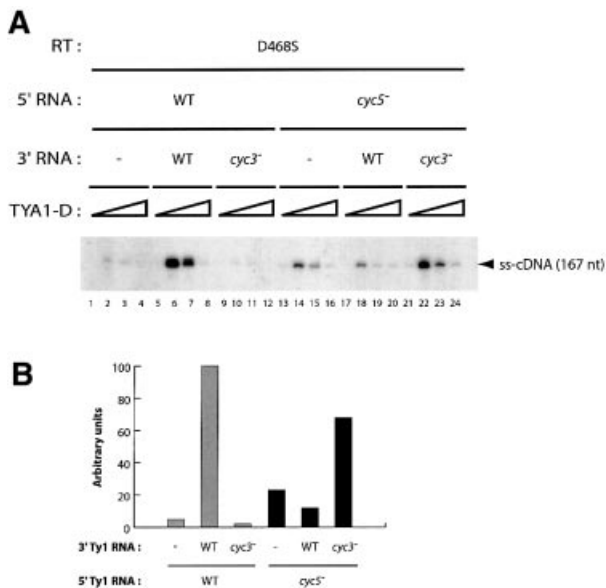 A
RT : D468S
5' RNA : WT cyc5-
3' RNA : - WT cyc3- - WT cyc3-
TYA1-D :
ss-cDNA (167 nt)
1 2 3 4 5 6 7 8 9 10 11 12 13 14 15 16 17 18 19 20 21 22 23 24
B
Arbitrary units
100
80
60
40
20
0
3' Ty1 RNA : - WT cyc3- - WT cyc3-
5' Ty1 RNA : WT cyc5-